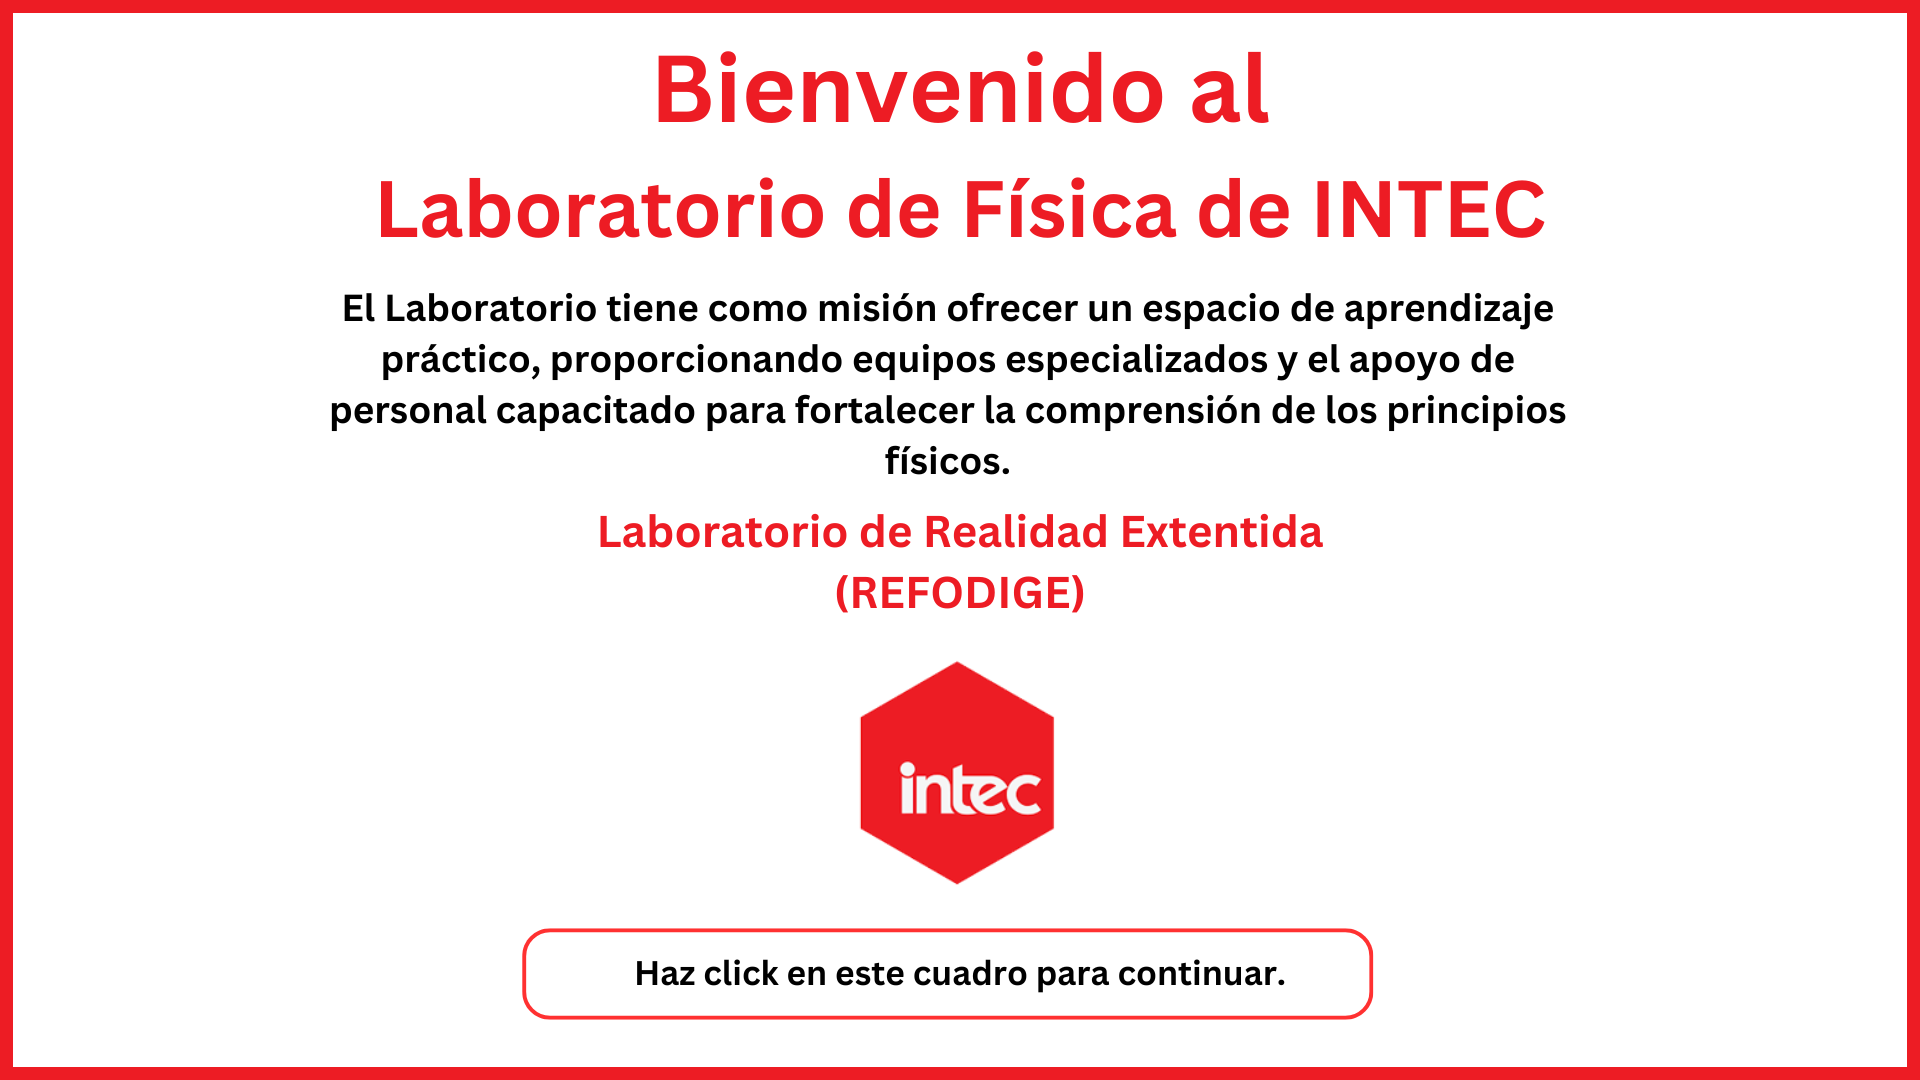 Bienvenido al
Laboratorio de Física de INTEC
El Laboratorio tiene como misión ofrecer un espacio de aprendizaje
práctico, proporcionando equipos especializados y el apoyo de
personal capacitado para fortalecer la comprensión de los principios
físicos.
Laboratorio de Realidad Extentida
(REFODIGE)
intec
Haz click en este cuadro para continuar.